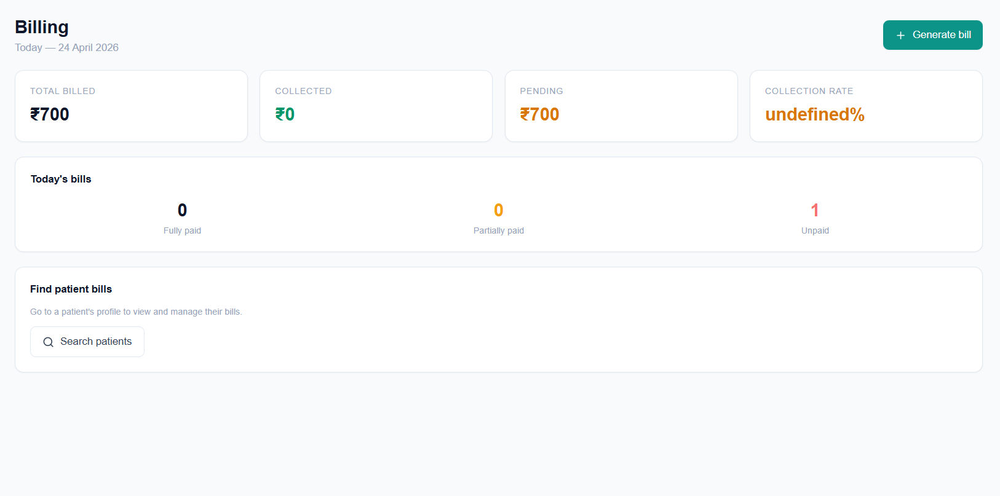 Billing
Today — 24 April 2026
Generate bill
TOTAL BILLED
₹700
COLLECTED
₹0
PENDING
₹700
COLLECTION RATE
undefined%
Today's bills
0
Fully paid
0
Partially paid
1
Unpaid
Find patient bills
Go to a patient's profile to view and manage their bills.
Search patients